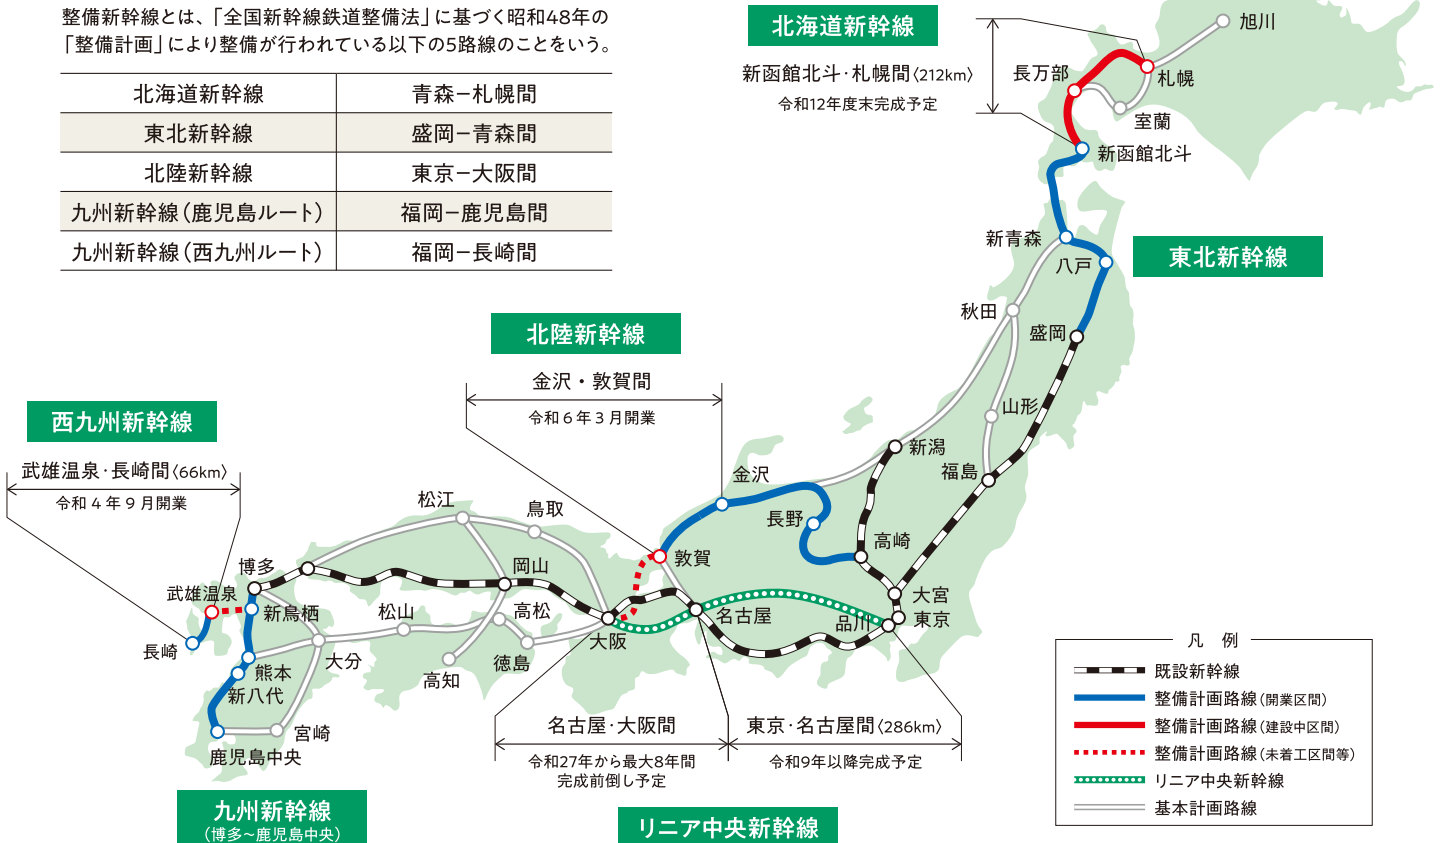 整備新幹線とは、「全国新幹線鉄道整備法」に基づく昭和48年の
「整備計画」により整備が行われている以下の5路線のことをいう。
北海道新幹線 青森−札幌間
東北新幹線 盛岡−青森間
北陸新幹線 東京−大阪間
九州新幹線(鹿児島ルート) 福岡−鹿児島間
九州新幹線(西九州ルート) 福岡−長崎間
北海道新幹線
新函館北斗・札幌間〈212km〉
令和12年度末完成予定
旭川
長万部
札幌
室蘭
新函館北斗
新青森
八戸
東北新幹線
秋田
盛岡
山形
福島
新潟
北陸新幹線
金沢・敦賀間
令和6年3月開業
金沢
長野
高崎
敦賀
大宮
東京
品川
名古屋
西九州新幹線
武雄温泉・長崎間〈66km〉
令和4年9月開業
松江
鳥取
博多
岡山
武雄温泉
新鳥栖
松山
高松
大阪
長崎
大分
徳島
熊本
高知
新八代
宮崎
鹿児島中央
名古屋・大阪間
令和27年から最大8年間
完成前倒し予定
東京・名古屋間〈286km〉
令和9年以降完成予定
九州新幹線
(博多~鹿児島中央)
リニア中央新幹線
凡 例
既設新幹線
整備計画路線(開業区間)
整備計画路線(建設中区間)
整備計画路線(未着工区間等)
リニア中央新幹線
基本計画路線